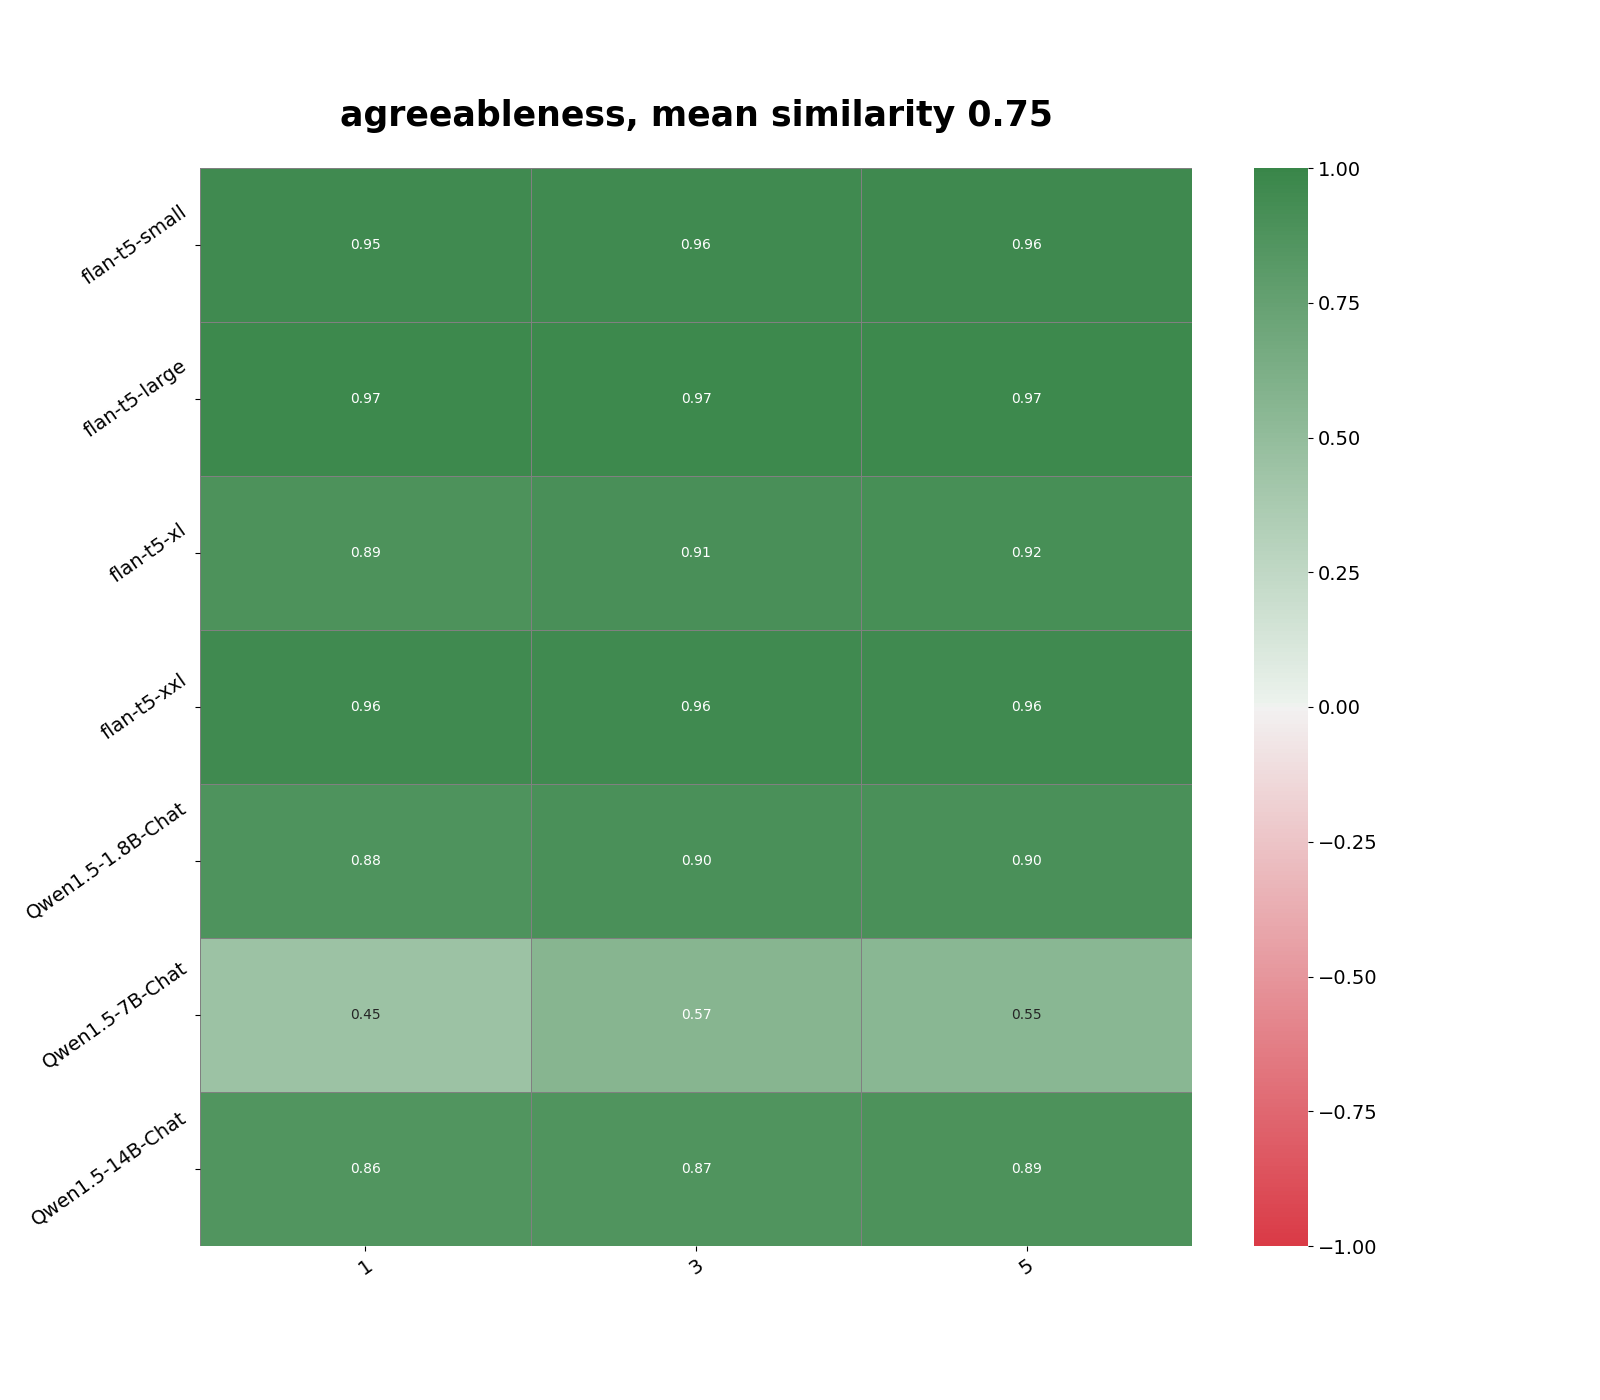 agreeableness, mean similarity 0.75
flan-t5-small 0.95 0.96 0.96
flan-t5-large 0.97 0.97 0.97
flan-t5-xl 0.89 0.91 0.92
flan-t5-xxl 0.96 0.96 0.96
Qwen1.5-1.8B-Chat 0.88 0.90 0.90
Qwen1.5-7B-Chat 0.45 0.57 0.55
Qwen1.5-14B-Chat 0.86 0.87 0.89
1 3 5
1.00
0.75
0.50
0.25
0.00
−0.25
−0.50
−0.75
−1.00